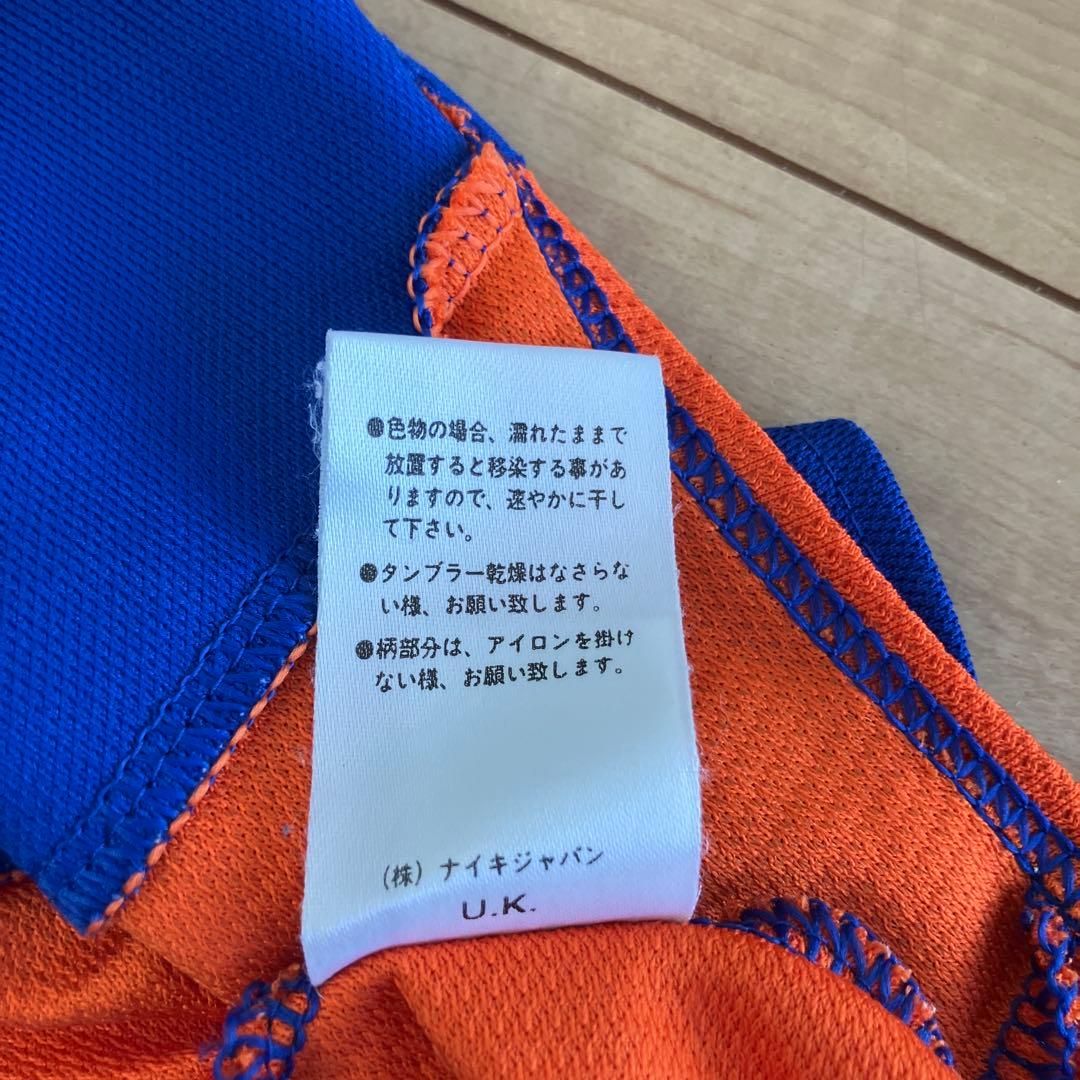 ●色物の場合、濡れたままで
放置すると移染する事があ
りますので、速やかに干し
て下さい。
●タンブラー乾燥はなさらな
い様、お願い致します。
●柄部分は、アイロンを掛け
ない様、お願い致します。
(株) ナイキジャパン
U.K.